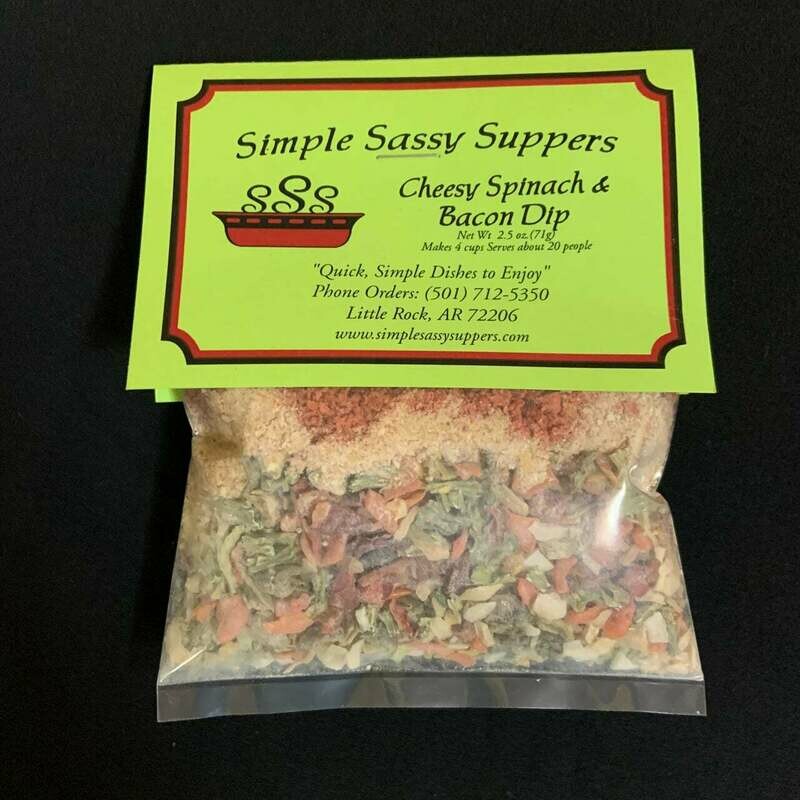 Simple Sassy Suppers
SSS
Cheesy Spinach &
Bacon Dip
Net Wt 2.5 oz.(71g)
Makes 4 cups Serves about 20 people
"Quick, Simple Dishes to Enjoy"
Phone Orders: (501) 712-5350
Little Rock, AR 72206
www.simplesassysuppers.com